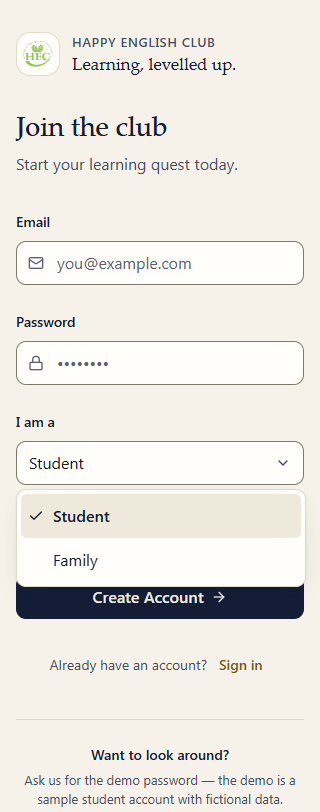 HEC
HAPPY ENGLISH CLUB
Learning, levelled up.
Join the club
Start your learning quest today.
Email
you@example.com
Password
••••••••
I am a
Student
Student
Family
Create Account →
Already have an account? Sign in
Want to look around?
Ask us for the demo password — the demo is a
sample student account with fictional data.